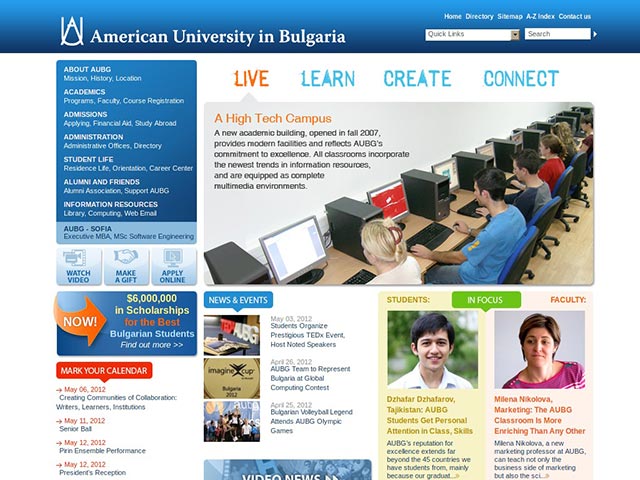 American University in Bulgaria
Home Directory Sitemap A-Z Index Contact us
Quick Links
Search
ABOUT AUBG
Mission, History, Location
ACADEMICS
Programs, Faculty, Course Registration
ADMISSIONS
Applying, Financial Aid, Study Abroad
ADMINISTRATION
Administrative Offices, Directory
STUDENT LIFE
Residence Life, Orientation, Career Center
ALUMNI AND FRIENDS
Alumni Association, Support AUBG
INFORMATION RESOURCES
Library, Computing, Web Email
AUBG - SOFIA
Executive MBA, MSc Software Engineering
WATCH VIDEO
MAKE A GIFT
APPLY ONLINE
LIVE LEARN CREATE CONNECT
A High Tech Campus
A new academic building, opened in fall 2007,
provides modern facilities and reflects AUBG's
commitment to excellence. All classrooms incorporate
the newest trends in information resources,
and are equipped as complete
multimedia environments.
NOW!
$6,000,000
in Scholarships
for the Best
Bulgarian Students
Find out more >>
MARK YOUR CALENDAR
May 06, 2012
Creating Communities of Collaboration:
Writers, Learners, Institutions
May 11, 2012
Senior Ball
May 12, 2012
Pirin Ensemble Performance
May 12, 2012
President's Reception
NEWS & EVENTS
TEDx
AUBG
May 03, 2012
Students Organize
Prestigious TEDx Event,
Host Noted Speakers
imagine cup
Bulgaria
2012
April 26, 2012
AUBG Team to Represent
Bulgaria at Global
Computing Contest
April 25, 2012
Bulgarian Volleyball Legend
Attends AUBG Olympic
Games
VIDEO NEWS
IN FOCUS
STUDENTS:
Dzhafar Dzhafarov,
Tajikistan: AUBG
Students Get Personal
Attention in Class, Skills
AUBG's reputation for
excellence extends far
beyond the 45 countries we
have students from, mainly
because our graduat...»
FACULTY:
Milena Nikolova,
Marketing: The AUBG
Classroom Is More
Enriching Than Any Other
Milena Nikolova, a new
marketing professor at AUBG,
can teach not only the
business side of marketing
but also the sci...»